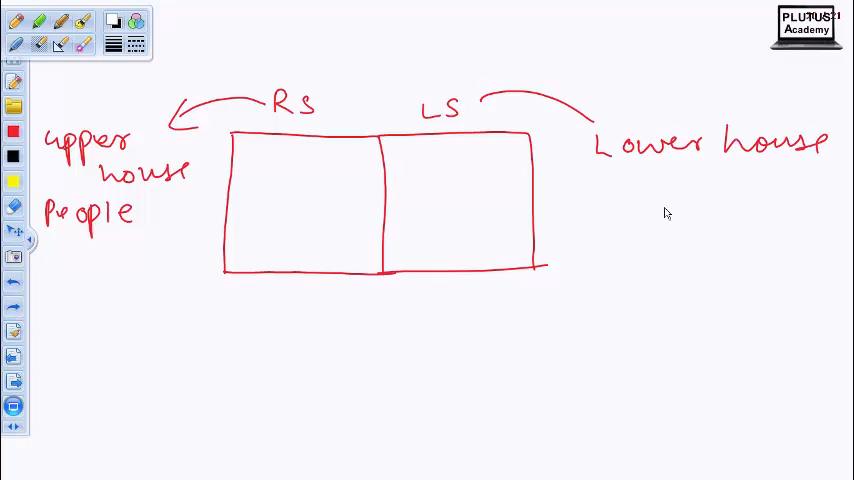 PLUTUS
Academy
RS
LS
upper
house
People
Lower house